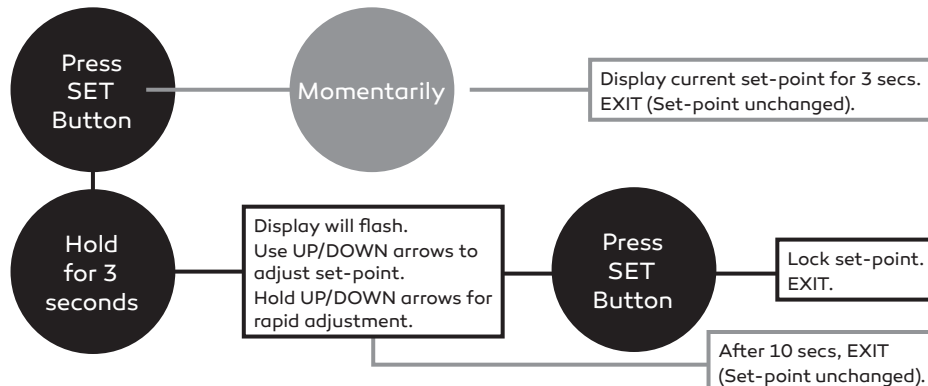 Press
SET
Button
Momentarily
Display current set-point for 3 secs.
EXIT (Set-point unchanged).
Hold
for 3
seconds
Display will flash.
Use UP/DOWN arrows to
adjust set-point.
Hold UP/DOWN arrows for
rapid adjustment.
Press
SET
Button
Lock set-point.
EXIT.
After 10 secs, EXIT
(Set-point unchanged).